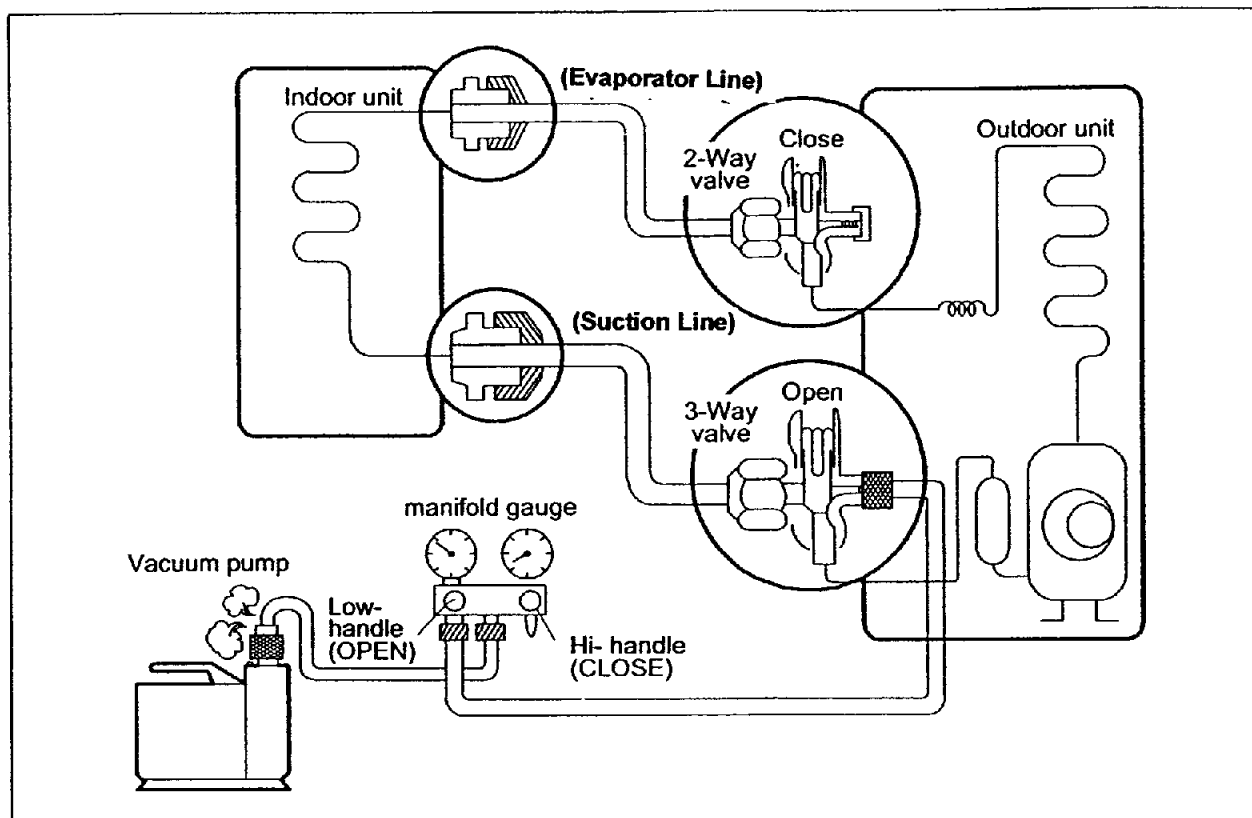 (Evaporator Line)
Indoor unit
Close
2-Way
valve
Outdoor unit
(Suction Line)
Open
3-Way
valve
manifold gauge
Vacuum pump
Low-
handle
(OPEN)
Hi- handle
(CLOSE)